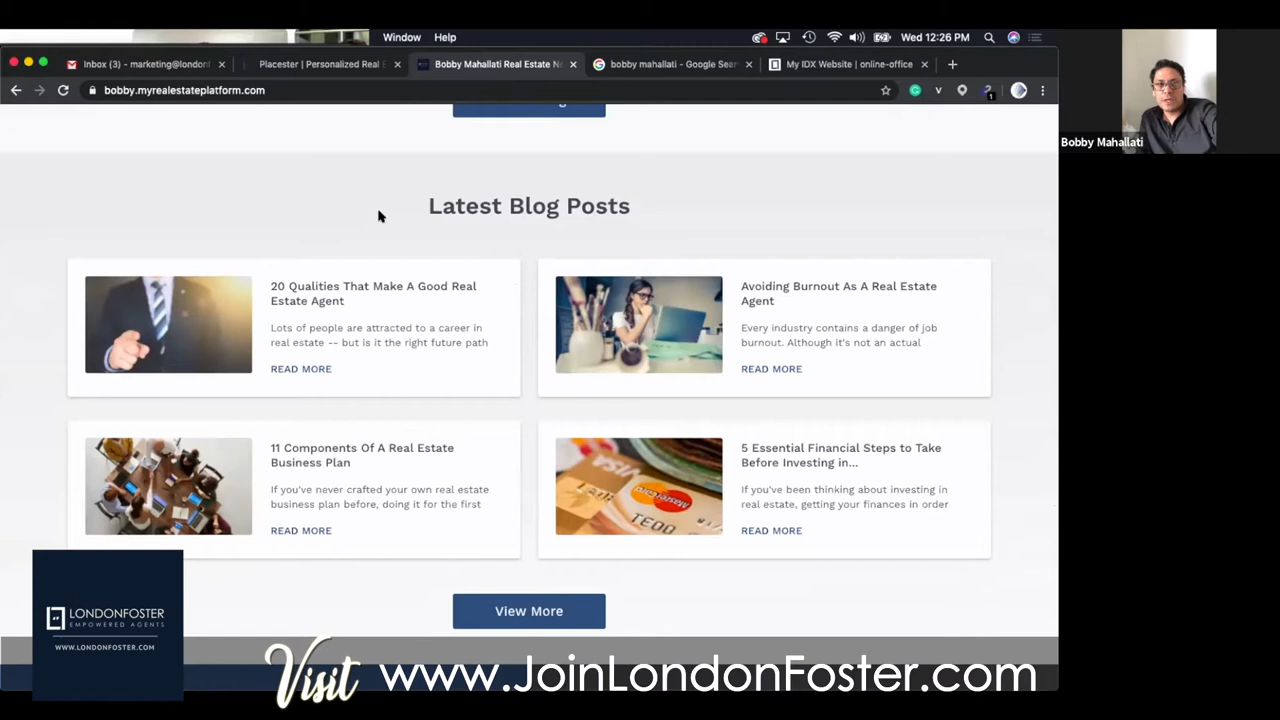 Window Help
Wed 12:26 PM
Inbox (3) - marketing@london
Placester | Personalized Real E
Bobby Mahallati Real Estate N
bobby mahallati - Google Sear
My IDX Website | online-office
bobby.myrealestateplatform.com
Bobby Mahallati
Latest Blog Posts
20 Qualities That Make A Good Real
Estate Agent
Lots of people are attracted to a career in
real estate -- but is it the right future path
READ MORE
Avoiding Burnout As A Real Estate
Agent
Every industry contains a danger of job
burnout. Although it's not an actual
READ MORE
11 Components Of A Real Estate
Business Plan
If you've never crafted your own real estate
business plan before, doing it for the first
READ MORE
VISA
MasterCard
5 Essential Financial Steps to Take
Before Investing in...
If you've been thinking about investing in
real estate, getting your finances in order
READ MORE
View More
LONDONFOSTER
EMPOWERED AGENTS
WWW.LONDONFOSTER.COM
Visit www.JoinLondonFoster.com